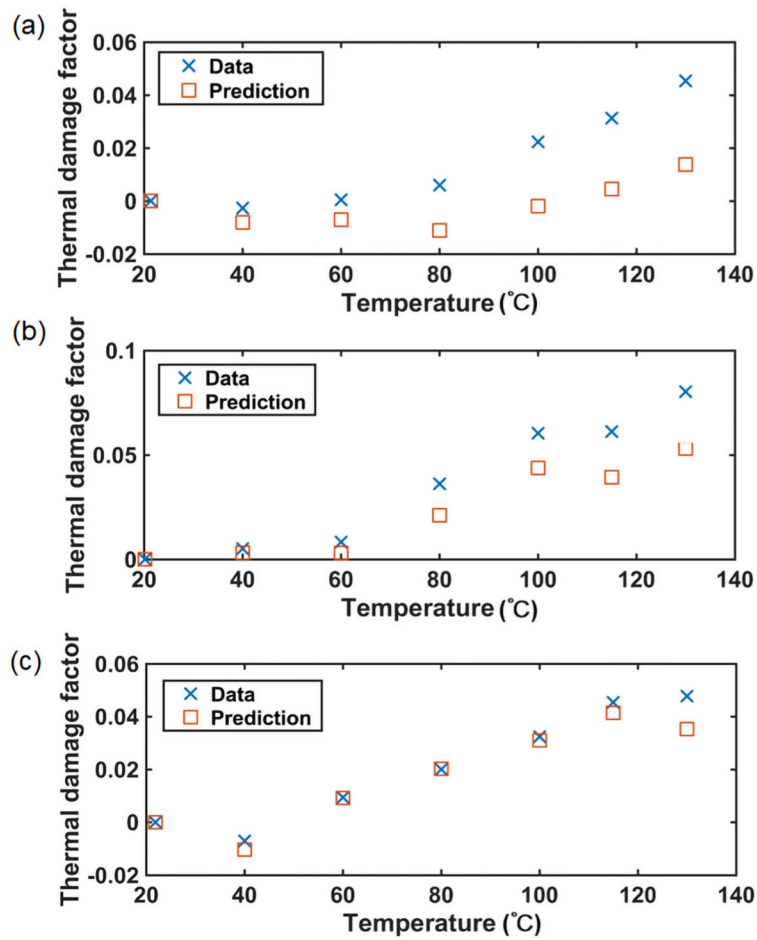 (a)
Thermal damage factor
0.06
0.04
0.02
0
-0.02
Data
Prediction
20 40 60 80 100 120 140
Temperature (°C)
(b)
Thermal damage factor
0.1
0.05
0
Data
Prediction
20 40 60 80 100 120 140
Temperature (°C)
(c)
Thermal damage factor
0.06
0.04
0.02
0
-0.02
Data
Prediction
20 40 60 80 100 120 140
Temperature (°C)